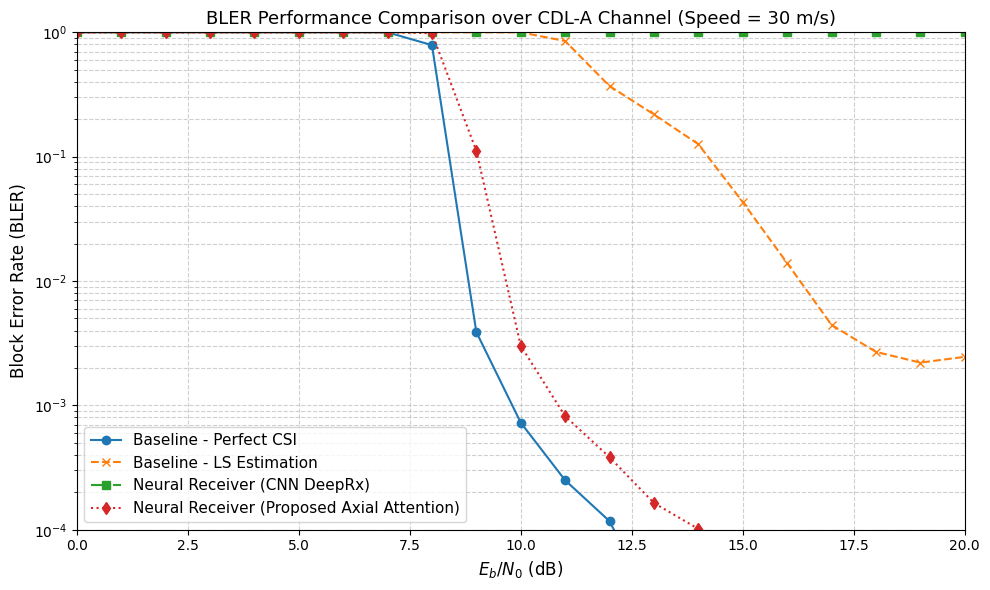 BLER Performance Comparison over CDL-A Channel (Speed = 30 m/s)
Block Error Rate (BLER)
10⁰
10⁻¹
10⁻²
10⁻³
10⁻⁴
Baseline - Perfect CSI
Baseline - LS Estimation
Neural Receiver (CNN DeepRx)
Neural Receiver (Proposed Axial Attention)
0.0 2.5 5.0 7.5 10.0 12.5 15.0 17.5 20.0
E_b/N_0 (dB)